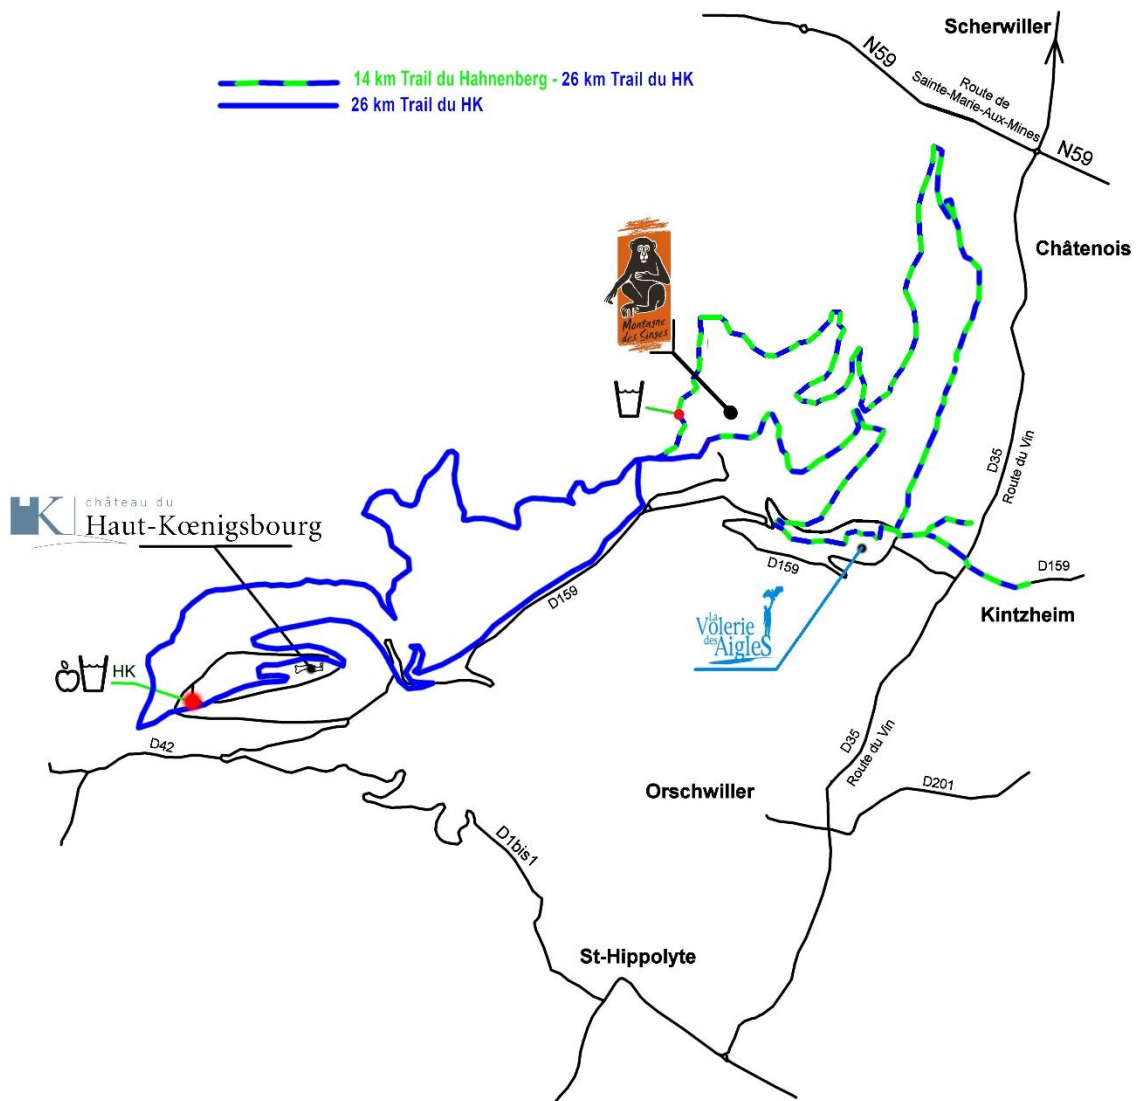 Scherwiller
N59
14 km Trail du Hahnenberg - 26 km Trail du HK
26 km Trail du HK
Route de
Sainte-Marie-Aux-Mines
N59
Châtenois
Montagne
des Singes
D35
Route du Vin
château du
Haut-Kœnigsbourg
D159
D159
D159
La
Volerie
des
Aigles
Kintzheim
HK
D42
D35
Route du Vin
Orschwiller
D201
D1bis1
St-Hippolyte